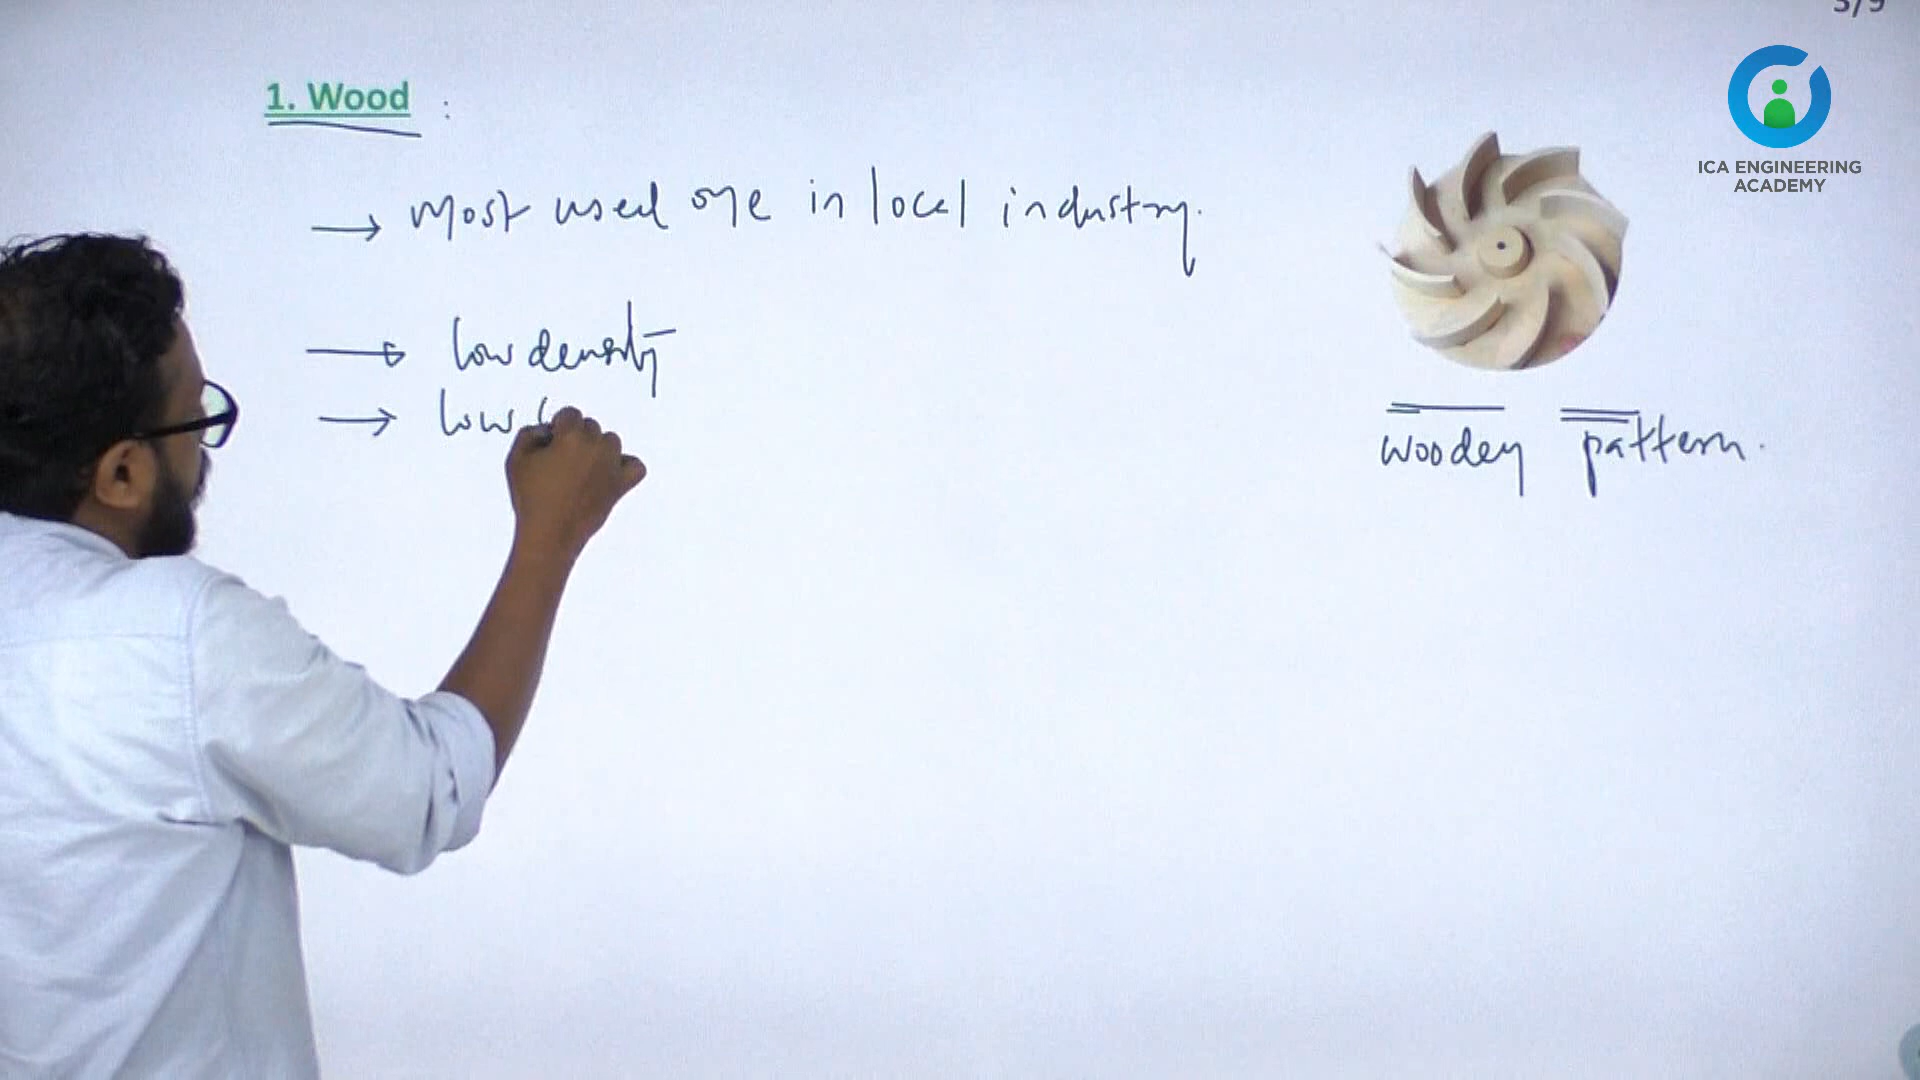 1. Wood :
→ most used one in local industry.
→ low density
→ low
wooden pattern.
ICA ENGINEERING
ACADEMY